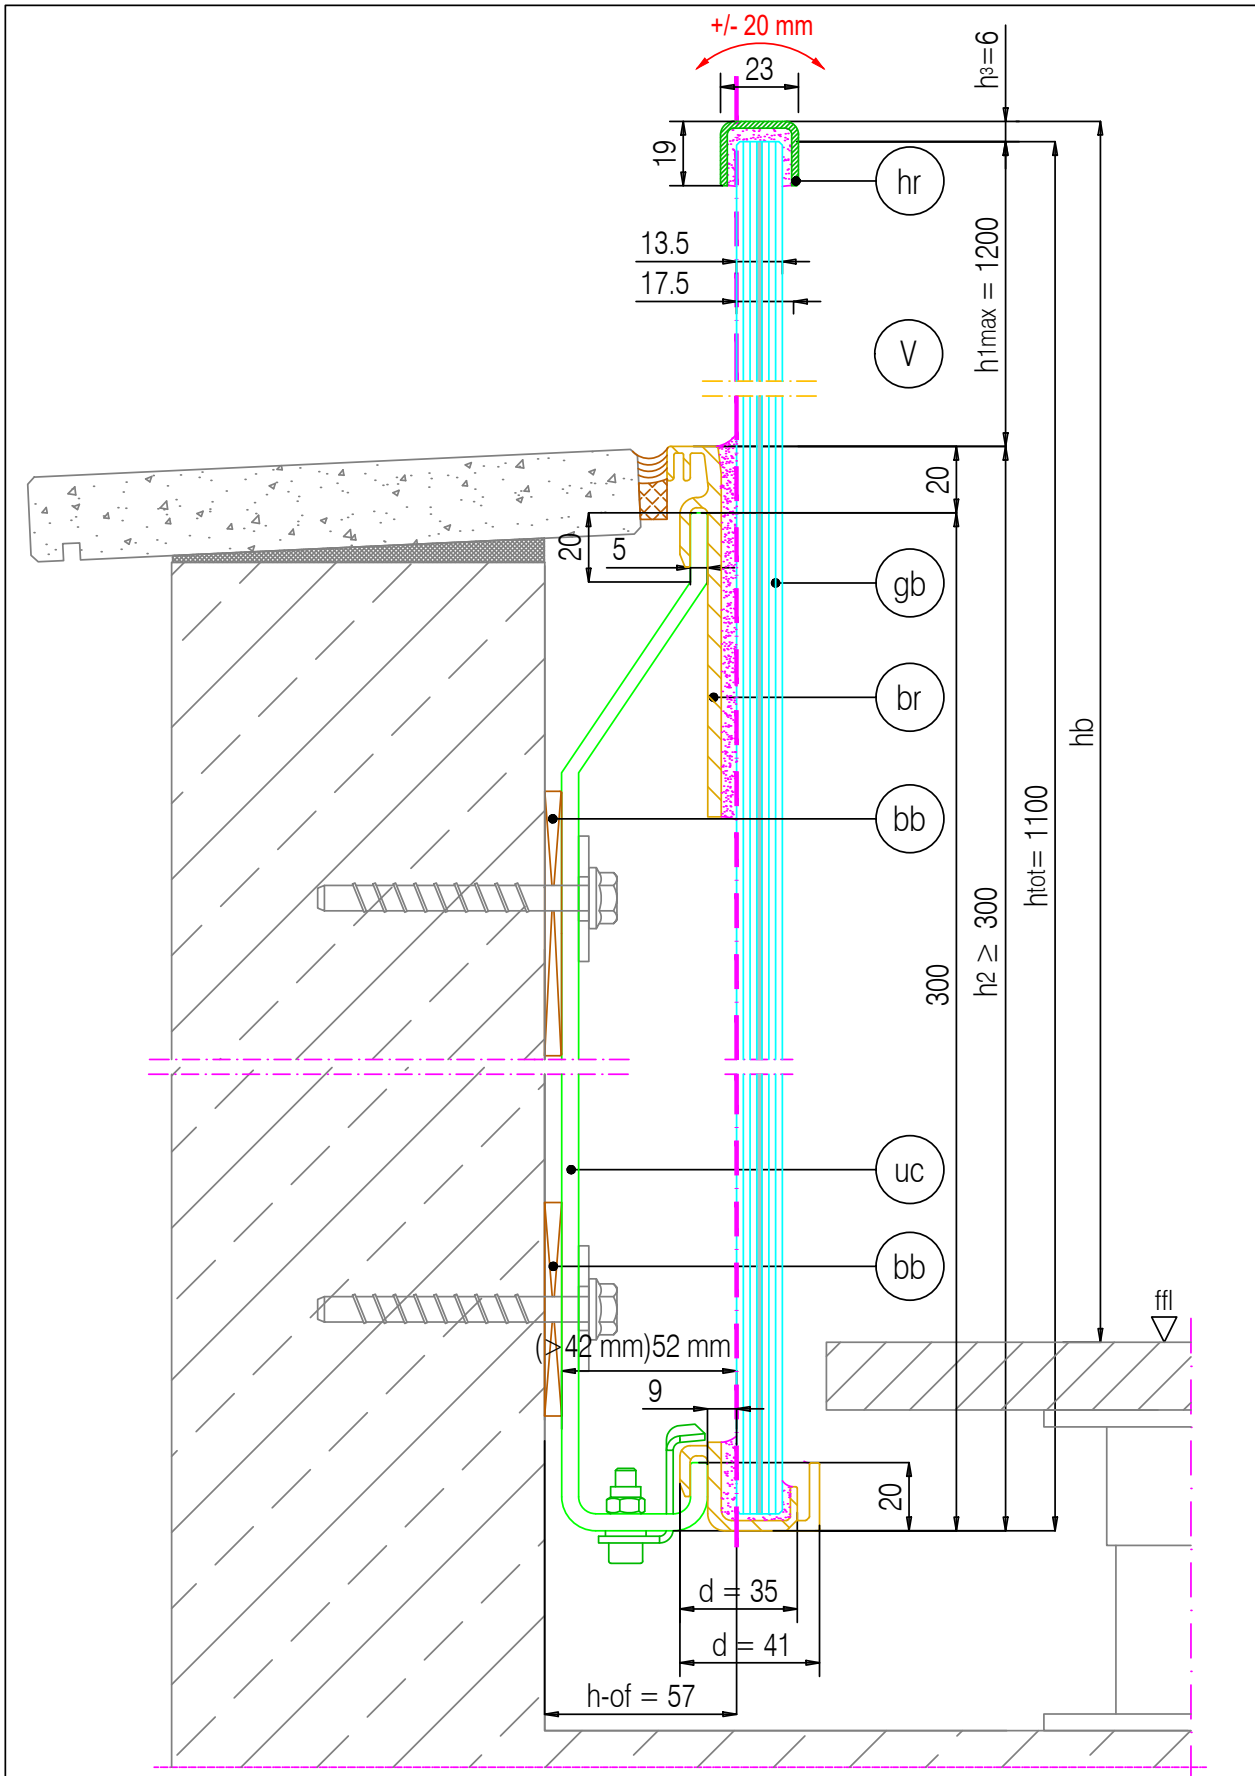 +/- 20 mm
23
h3=6
19
hr
13.5
17.5
h1max = 1200
V
20
20
5
gb
br
hb
bb
htot= 1100
h2 ≥ 300
300
uc
bb
ffl
(>42 mm)52 mm
9
20
d = 35
d = 41
h-of = 57